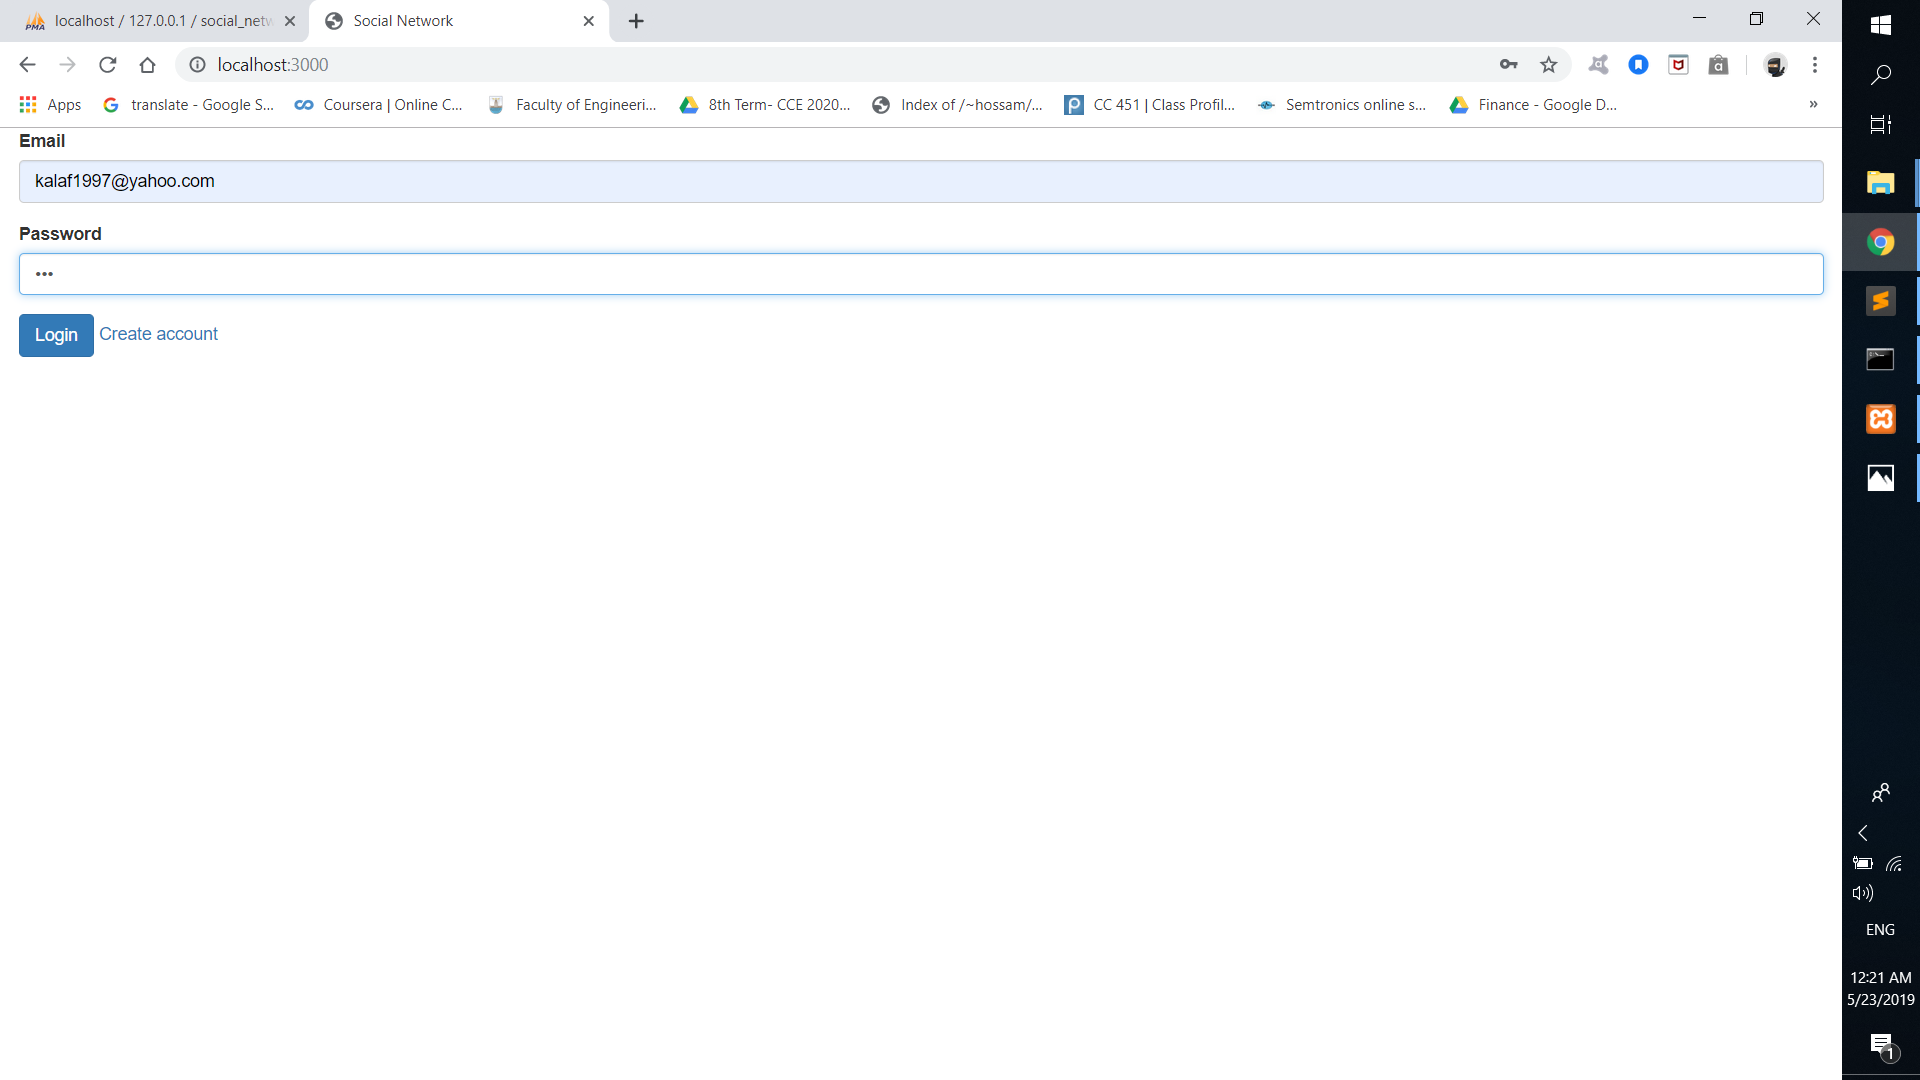 PMA localhost / 127.0.0.1 / social_netw
Social Network
localhost:3000
Apps
translate - Google S...
Coursera | Online C...
Faculty of Engineeri...
8th Term- CCE 2020...
Index of /~hossam/...
CC 451 | Class Profil...
Semtronics online s...
Finance - Google D...
»
Email
kalaf1997@yahoo.com
Password
•••
Login Create account
ENG
12:21 AM
5/23/2019
1